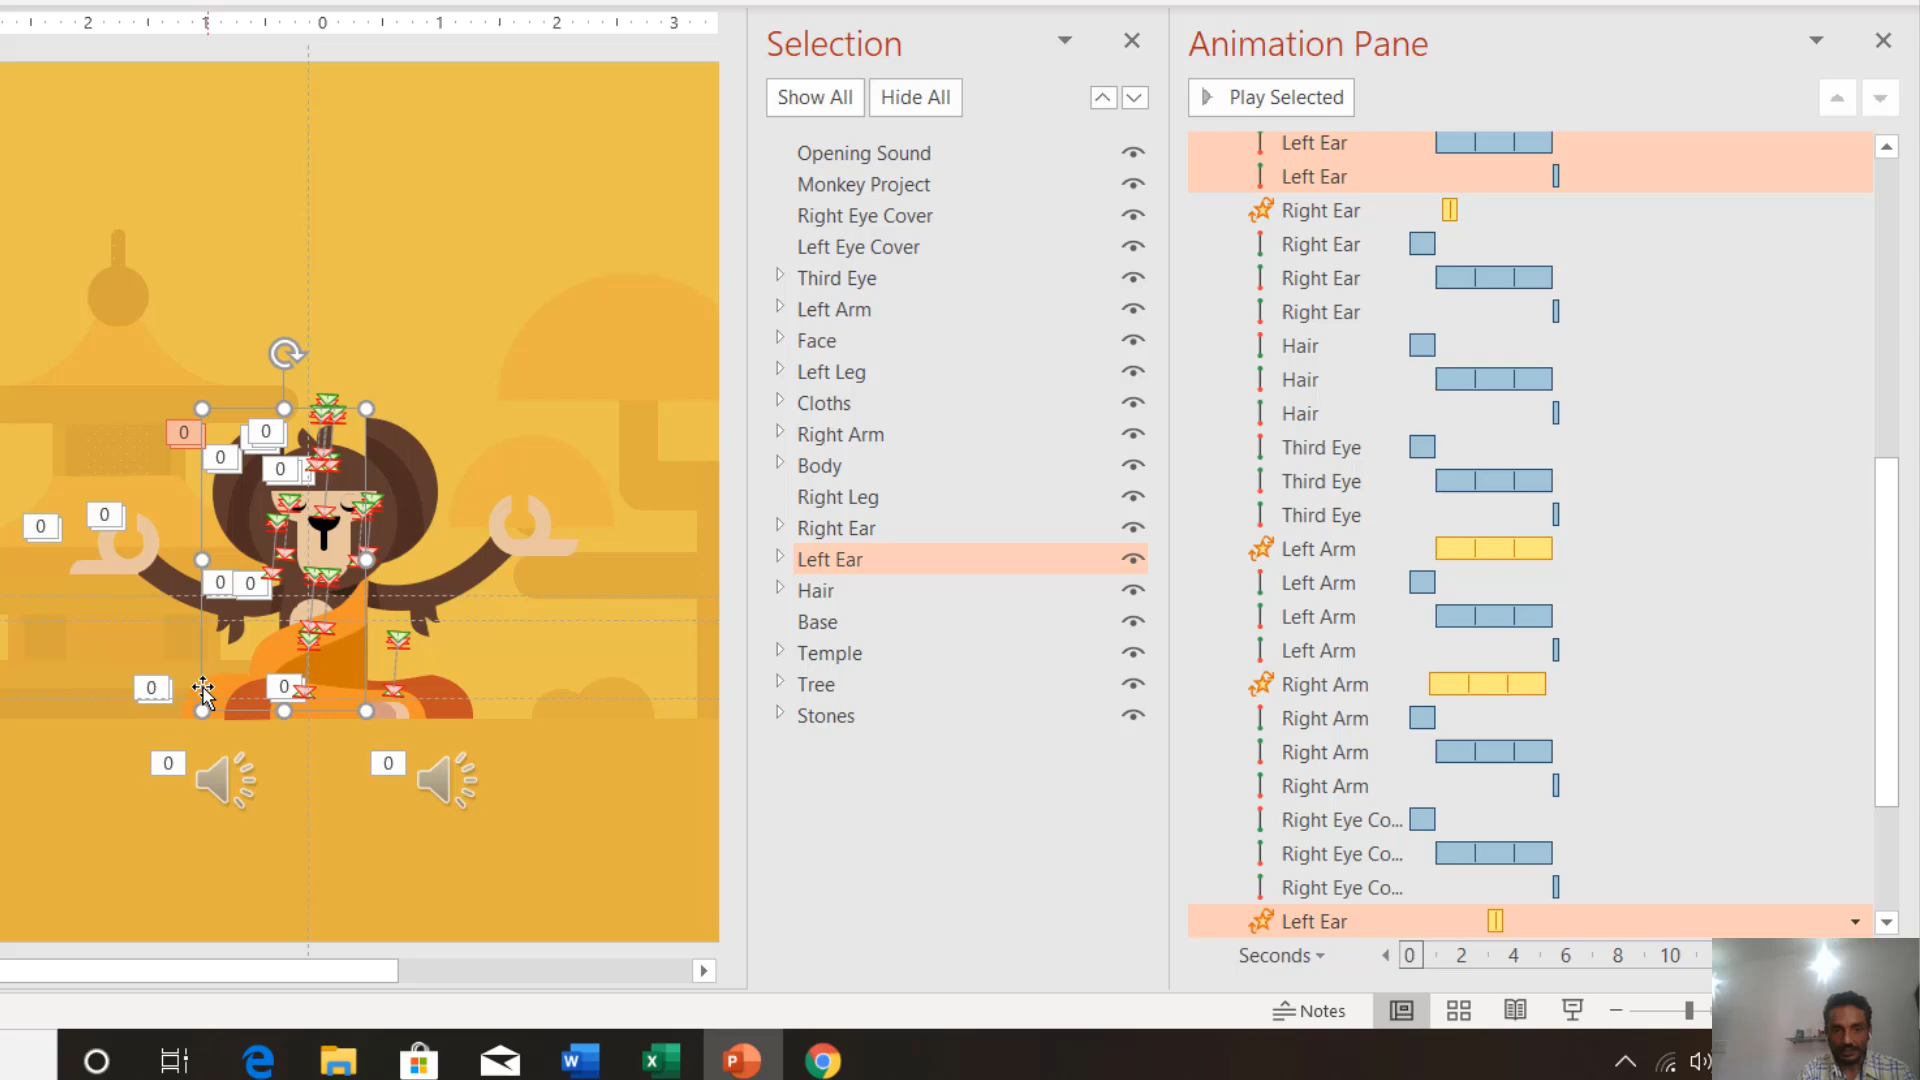 2 1 0 1 2 3
0
0
0
0
0
0
0
0
0
0
0
0
0
Selection
Show All
Hide All
Opening Sound
Monkey Project
Right Eye Cover
Left Eye Cover
Third Eye
Left Arm
Face
Left Leg
Cloths
Right Arm
Body
Right Leg
Right Ear
Left Ear
Hair
Base
Temple
Tree
Stones
Animation Pane
Play Selected
Left Ear
Left Ear
Right Ear
Right Ear
Right Ear
Right Ear
Hair
Hair
Hair
Third Eye
Third Eye
Third Eye
Left Arm
Left Arm
Left Arm
Left Arm
Right Arm
Right Arm
Right Arm
Right Arm
Right Eye Co...
Right Eye Co...
Right Eye Co...
Left Ear
Seconds 0 2 4 6 8 10
Notes
W
X
P